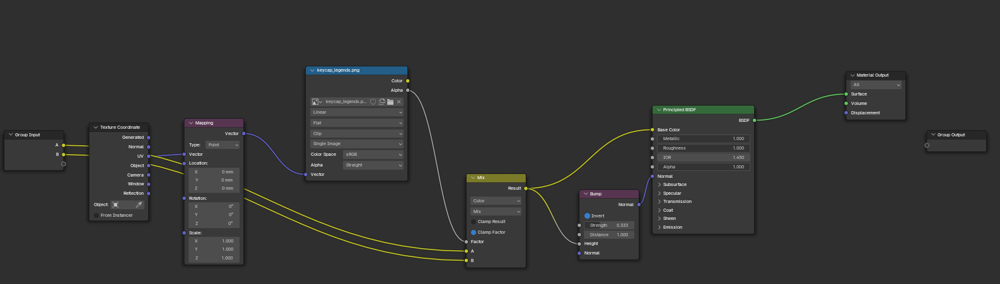 Group Input
A
B
Texture Coordinate
Generated
Normal
UV
Object
Camera
Window
Reflection
Object:
From Instancer
Mapping
Vector
Type: Point
Vector
Location:
X 0 mm
Y 0 mm
Z 0 mm
Rotation:
X 0°
Y 0°
Z 0°
Scale:
X 1.000
Y 1.000
Z 1.000
keycap_legends.png
Color
Alpha
keycap_legends.p...
Linear
Flat
Clip
Single Image
Color Space sRGB
Alpha Straight
Vector
Mix
Result
Color
Mix
Clamp Result
Clamp Factor
Factor
A
B
Bump
Normal
Invert
Strength 0.333
Distance 1.000
Height
Normal
Principled BSDF
BSDF
Base Color
Metallic 1.000
Roughness 1.000
IOR 1.450
Alpha 1.000
Normal
Subsurface
Specular
Transmission
Coat
Sheen
Emission
Material Output
All
Surface
Volume
Displacement
Group Output